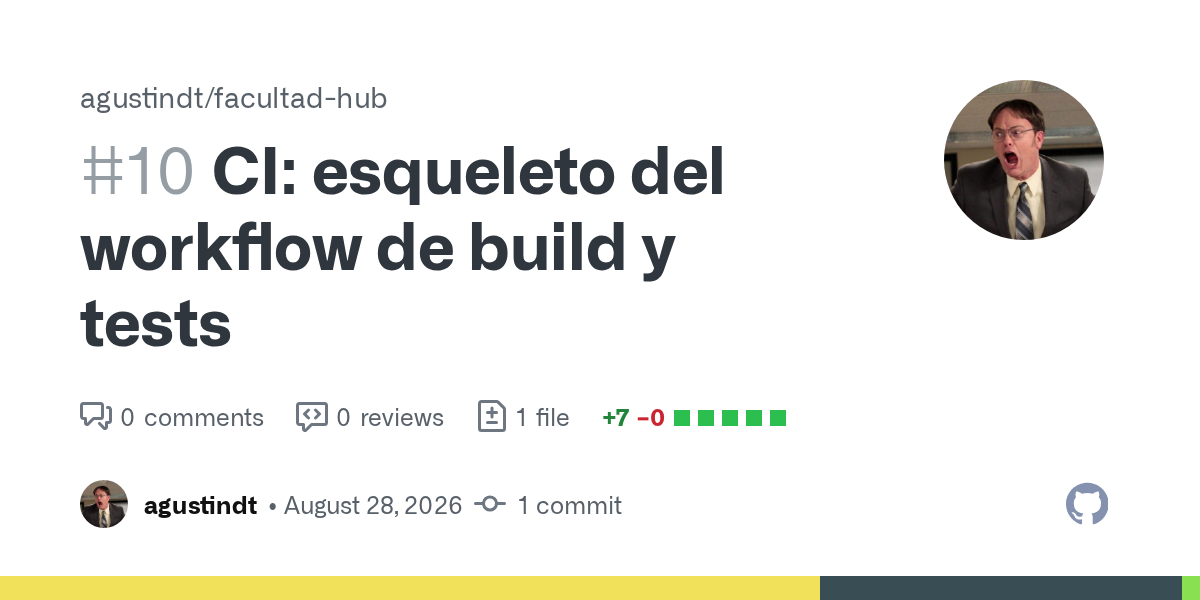 agustindt/facultad-hub
#10 CI: esqueleto del
workflow de build y
tests
0 comments 0 reviews 1 file +7 −0
agustindt • August 28, 2026 1 commit